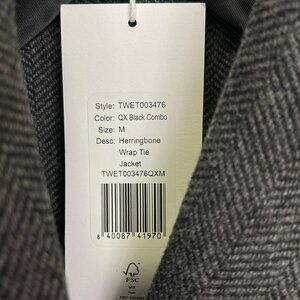 Style: TWET003476
Color: QX Black Combo
Size: M
Desc: Herringbone
Wrap Tie
Jacket
TWET003476QXM
8 40087 41970
FSC